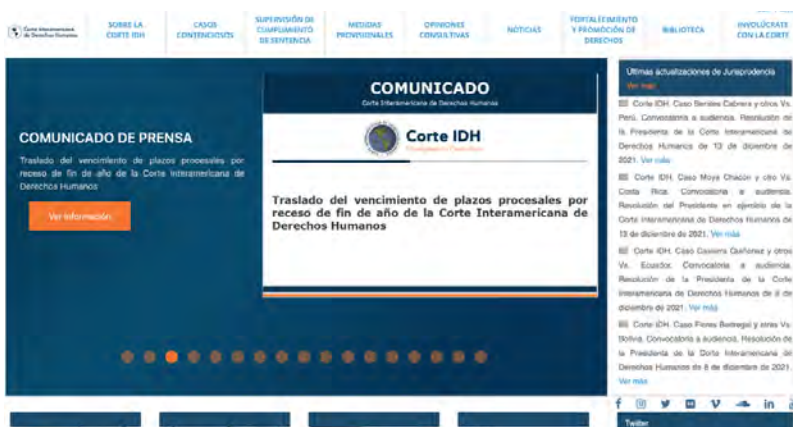 Corte Interamericana
de Derechos Humanos
SOBRE LA
CORTE IDH
CASOS
CONTENCIOSOS
SUPERVISIÓN DE
CUMPLIMIENTO
DE SENTENCIA
MEDIDAS
PROVISIONALES
OPINIONES
CONSULTIVAS
NOTICIAS
FORTALECIMIENTO
Y PROMOCIÓN DE
DERECHOS
BIBLIOTECA
INVOLÚCRATE
CON LA CORTE
COMUNICADO DE PRENSA
Traslado del vencimiento de plazos procesales por
receso de fin de año de la Corte Interamericana de
Derechos Humanos
Ver información
COMUNICADO
Corte Interamericana de Derechos Humanos
Corte IDH
Traslado del vencimiento de plazos procesales por
receso de fin de año de la Corte Interamericana de
Derechos Humanos
Últimas actualizaciones de Jurisprudencia
Ver más
Corte IDH. Caso Benites Cabrera y otros Vs.
Perú. Convocatoria a audiencia. Resolución de
la Presidenta de la Corte Interamericana de
Derechos Humanos de 13 de diciembre de
2021. Ver más
Corte IDH. Caso Moya Chacón y otro Vs.
Costa Rica. Convocatoria a audiencia.
Resolución del Presidente en ejercicio de la
Corte Interamericana de Derechos Humanos de
13 de diciembre de 2021. Ver más
Corte IDH. Caso Casierra Quiñonez y otros
Vs. Ecuador. Convocatoria a audiencia.
Resolución de la Presidenta de la Corte
Interamericana de Derechos Humanos de 8 de
diciembre de 2021. Ver más
Corte IDH. Caso Flores Bedregal y otras Vs.
Bolivia. Convocatoria a audiencia. Resolución de
la Presidenta de la Corte Interamericana de
Derechos Humanos de 8 de diciembre de 2021.
Ver más
Twitter